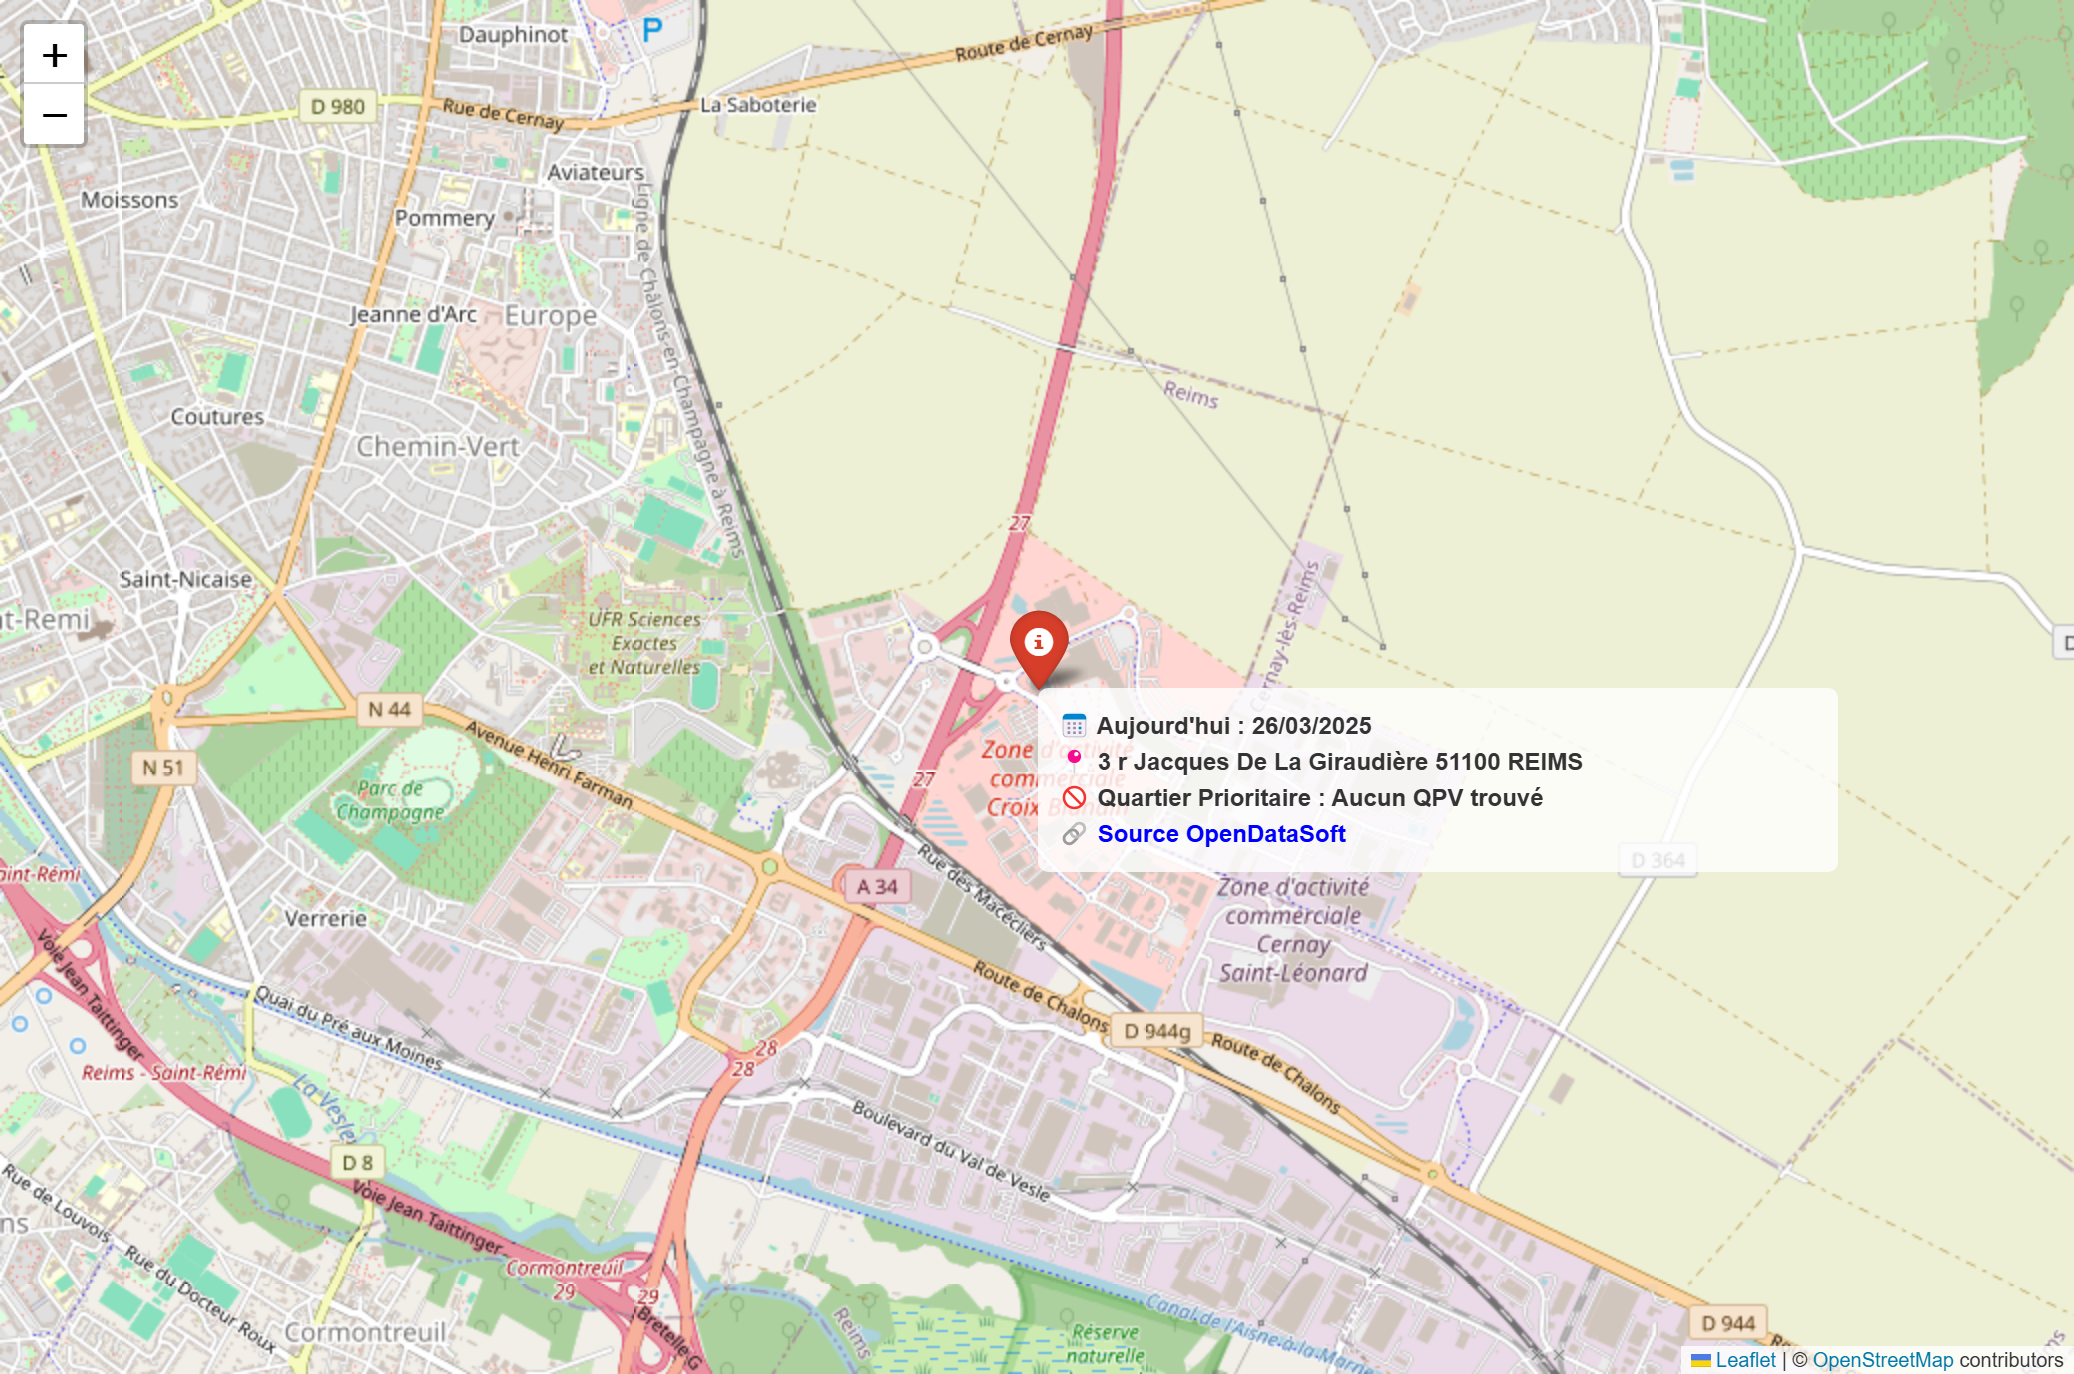 +
−
Dauphinot
P
Route de Cernay
D 980
Rue de Cernay
La Saboterie
Aviateurs
Moissons
Pommery
Ligne de Châlons-en-Champagne à Reims
Jeanne d'Arc
Europe
Reims
Coutures
Chemin-Vert
27
Saint-Nicaise
t-Remi
UFR Sciences
Exactes
et Naturelles
Cernay-lès-Reims
N 44
Avenue Henri Farman
N 51
Parc de
Champagne
Zone d'activité
commerciale
27
Aujourd'hui : 26/03/2025
3 r Jacques De La Giraudière 51100 REIMS
Quartier Prioritaire : Aucun QPV trouvé
Source OpenDataSoft
D 364
A 34
Rue des Macécliers
aint-Rémi
Verrerie
Zone d'activité
commerciale
Cernay
Saint-Léonard
Voie Jean Taittinger
Quai du Pré aux Moines
Route de Chalons
D 944g
Route de Chalons
28
28
Reims - Saint-Rémi
La Vesle
Boulevard du Val de Vesle
D 8
Rue de Louvois
Voie Jean Taittinger
ns
Rue du Docteur Roux
Cormontreuil
29
29
Bretelle G
Cormontreuil
Reims
Réserve
naturelle
Canal de l'Aisne à la Marne
D 944
Leaflet | © OpenStreetMap contributors